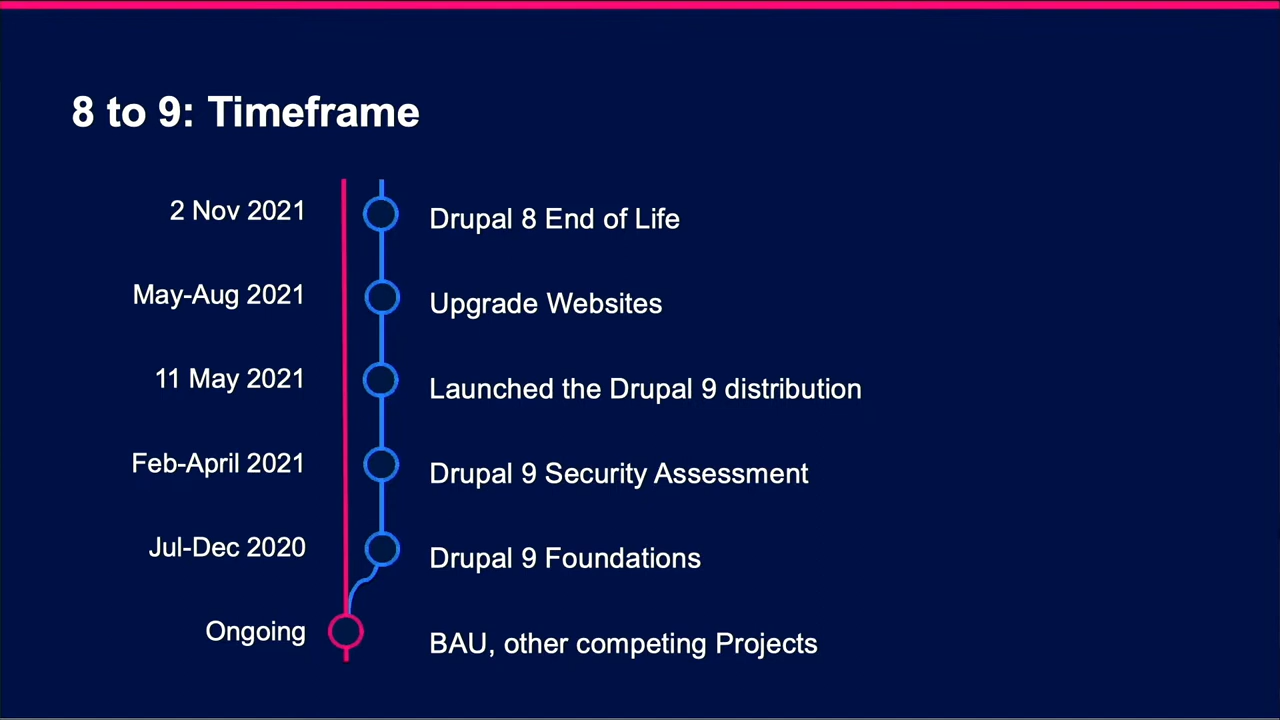 8 to 9: Timeframe
2 Nov 2021
Drupal 8 End of Life
May-Aug 2021
Upgrade Websites
11 May 2021
Launched the Drupal 9 distribution
Feb-April 2021
Drupal 9 Security Assessment
Jul-Dec 2020
Drupal 9 Foundations
Ongoing
BAU, other competing Projects